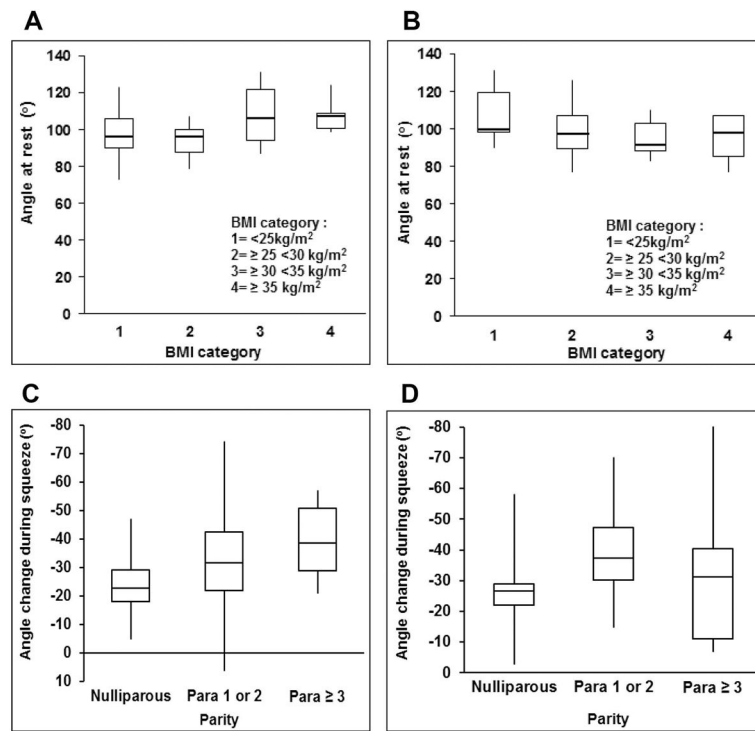 A
140
120
100
80
60
40
20
0
Angle at rest (°)
BMI category :
1= <25kg/m²
2= ≥ 25 <30 kg/m²
3= ≥ 30 <35 kg/m²
4= ≥ 35 kg/m²
1 2 3 4
BMI category
B
140
120
100
80
60
40
20
0
Angle at rest (°)
BMI category :
1= <25kg/m²
2= ≥ 25 <30 kg/m²
3= ≥ 30 <35 kg/m²
4= ≥ 35 kg/m²
1 2 3 4
BMI category
C
-80
-70
-60
-50
-40
-30
-20
-10
0
10
Angle change during squeeze (°)
Nulliparous Para 1 or 2 Para ≥ 3
Parity
D
-80
-70
-60
-50
-40
-30
-20
-10
0
Angle change during squeeze (°)
Nulliparous Para 1 or 2 Para ≥ 3
Parity